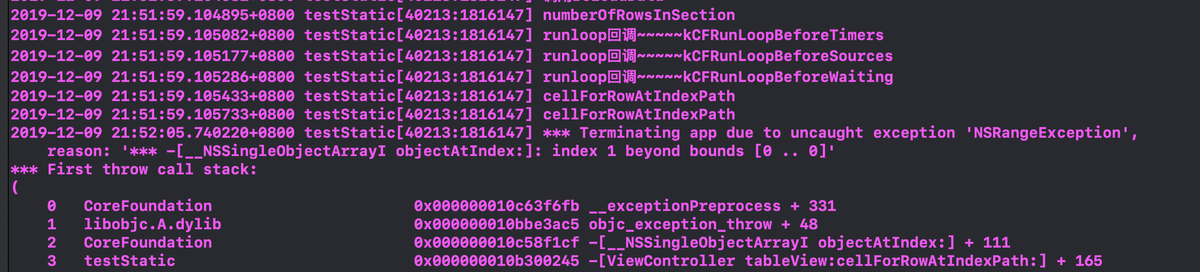 2019-12-09 21:51:59.104895+0800 testStatic[40213:1816147] numberOfRowsInSection
2019-12-09 21:51:59.105082+0800 testStatic[40213:1816147] runloop回调~~~~~kCFRunLoopBeforeTimers
2019-12-09 21:51:59.105177+0800 testStatic[40213:1816147] runloop回调~~~~~kCFRunLoopBeforeSources
2019-12-09 21:51:59.105286+0800 testStatic[40213:1816147] runloop回调~~~~~kCFRunLoopBeforeWaiting
2019-12-09 21:51:59.105433+0800 testStatic[40213:1816147] cellForRowAtIndexPath
2019-12-09 21:51:59.105733+0800 testStatic[40213:1816147] cellForRowAtIndexPath
2019-12-09 21:52:05.740220+0800 testStatic[40213:1816147] *** Terminating app due to uncaught exception 'NSRangeException',
reason: '*** -[__NSSingleObjectArrayI objectAtIndex:]: index 1 beyond bounds [0 .. 0]'
*** First throw call stack:
(
0 CoreFoundation 0x000000010c63f6fb __exceptionPreprocess + 331
1 libobjc.A.dylib 0x000000010bbe3ac5 objc_exception_throw + 48
2 CoreFoundation 0x000000010c58f1cf -[__NSSingleObjectArrayI objectAtIndex:] + 111
3 testStatic 0x000000010b300245 -[ViewController tableView:cellForRowAtIndexPath:] + 165